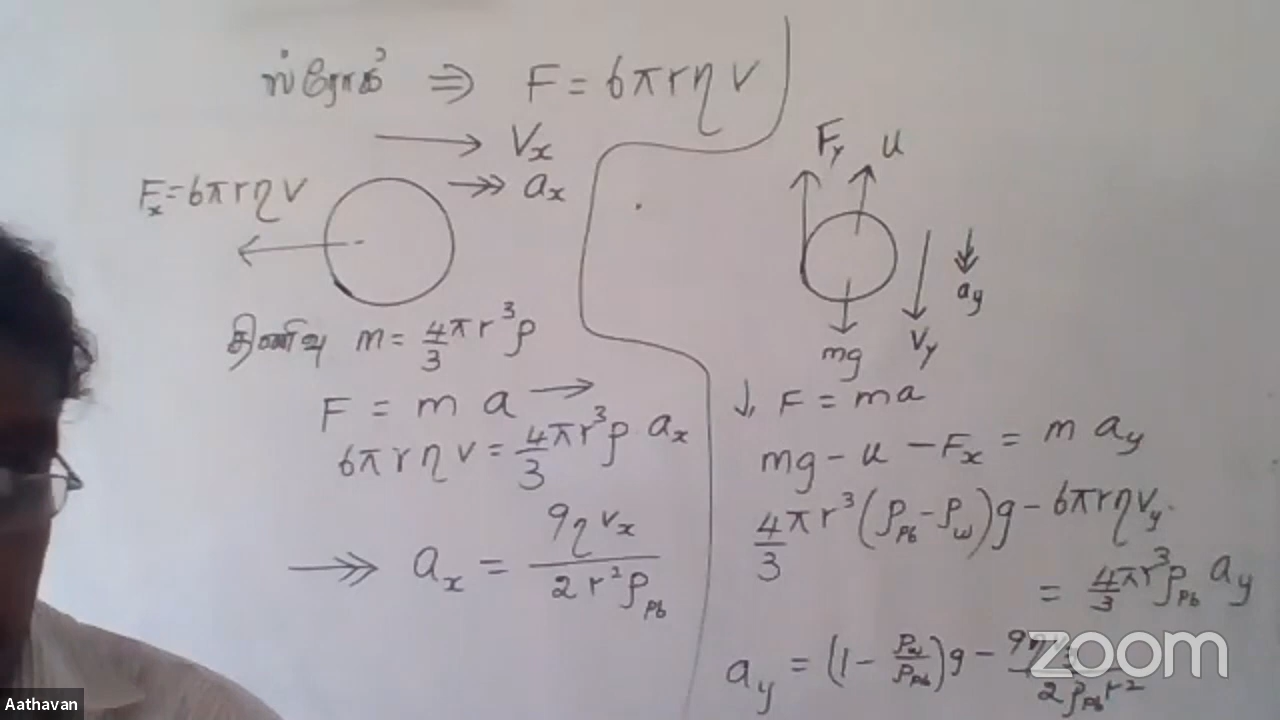 ஸ்ரோக் ⇒ F = 6πrηv
→ Vx
↠ ax
Fx = 6πrηv
திணிவு m = 4/3 πr³ρ
F = m a →
6πrηv = 4/3 πr³ρ.ax
↠ ax = 9ηvx / 2r²ρPb
Fy u
ay
mg Vy
↓, F = ma
mg - u - Fx = m ay
4/3 πr³(ρPb - ρw)g - 6πrηVy
= 4/3 πr³ρPb ay
ay = (1 - ρw/ρPb)g - 9η / 2ρPb r²
zoom
Aathavan